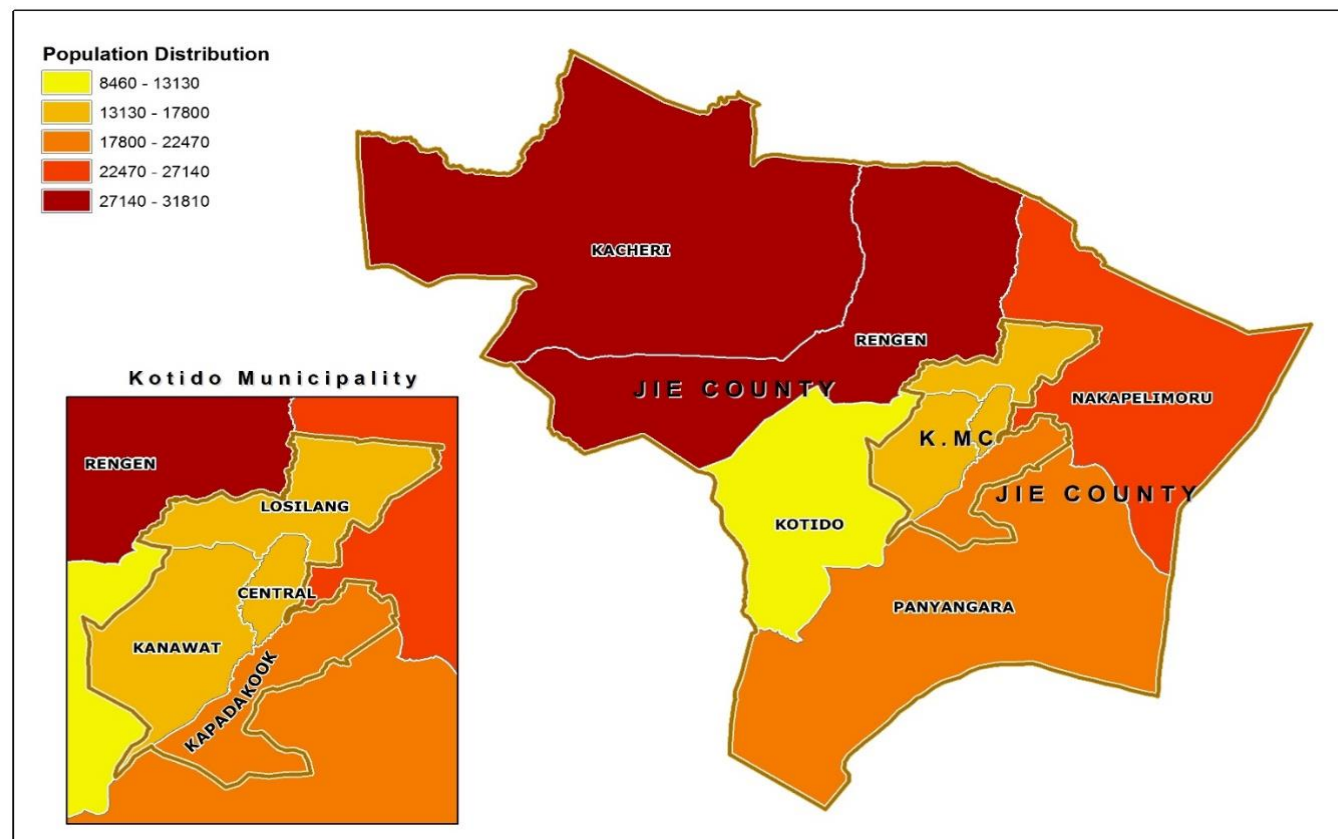 Population Distribution
8460 - 13130
13130 - 17800
17800 - 22470
22470 - 27140
27140 - 31810
KACHERI
RENGEN
JIE COUNTY
NAKAPELIMORU
K.MC
JIE COUNTY
KOTIDO
PANYANGARA
Kotido Municipality
RENGEN
LOSILANG
CENTRAL
KANAWAT
KAPADAKOOK